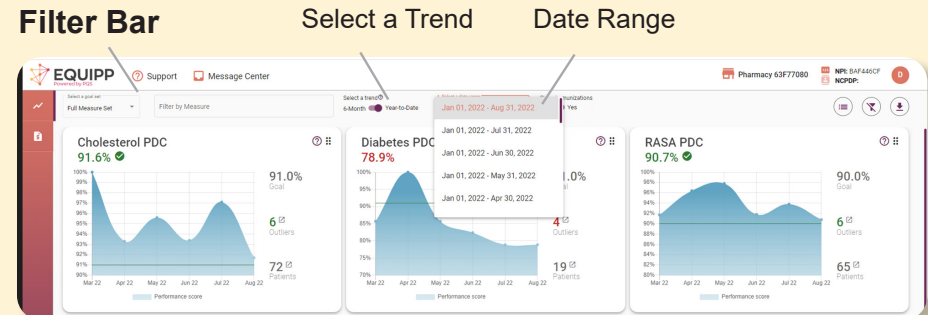 Filter Bar
Select a Trend
Date Range
EQUIPP
Powered by PQS
Support
Message Center
Pharmacy 63F77080
NPI: BAF446CF
NCPDP:
D
Select a goal set
Full Measure Set
Filter by Measure
Select a trend
6-Month
Year-to-Date
Immunizations
Yes
Jan 01, 2022 - Aug 31, 2022
Jan 01, 2022 - Jul 31, 2022
Jan 01, 2022 - Jun 30, 2022
Jan 01, 2022 - May 31, 2022
Jan 01, 2022 - Apr 30, 2022
Cholesterol PDC
91.6%
100%
98%
98%
96%
95%
94%
93%
92%
91%
90%
Mar 22 Apr 22 May 22 Jun 22 Jul 22 Aug 22
Performance score
91.0%
Goal
6
Outliers
72
Patients
Diabetes PDC
78.9%
100%
95%
90%
85%
80%
75%
70%
Mar 22 Apr 22 May 22 Jun 22 Jul 22 Aug 22
Performance score
4
Outliers
19
Patients
RASA PDC
90.7%
100%
98%
96%
94%
92%
90%
88%
86%
84%
82%
80%
Mar 22 Apr 22 May 22 Jun 22 Jul 22 Aug 22
Performance score
90.0%
Goal
6
Outliers
65
Patients